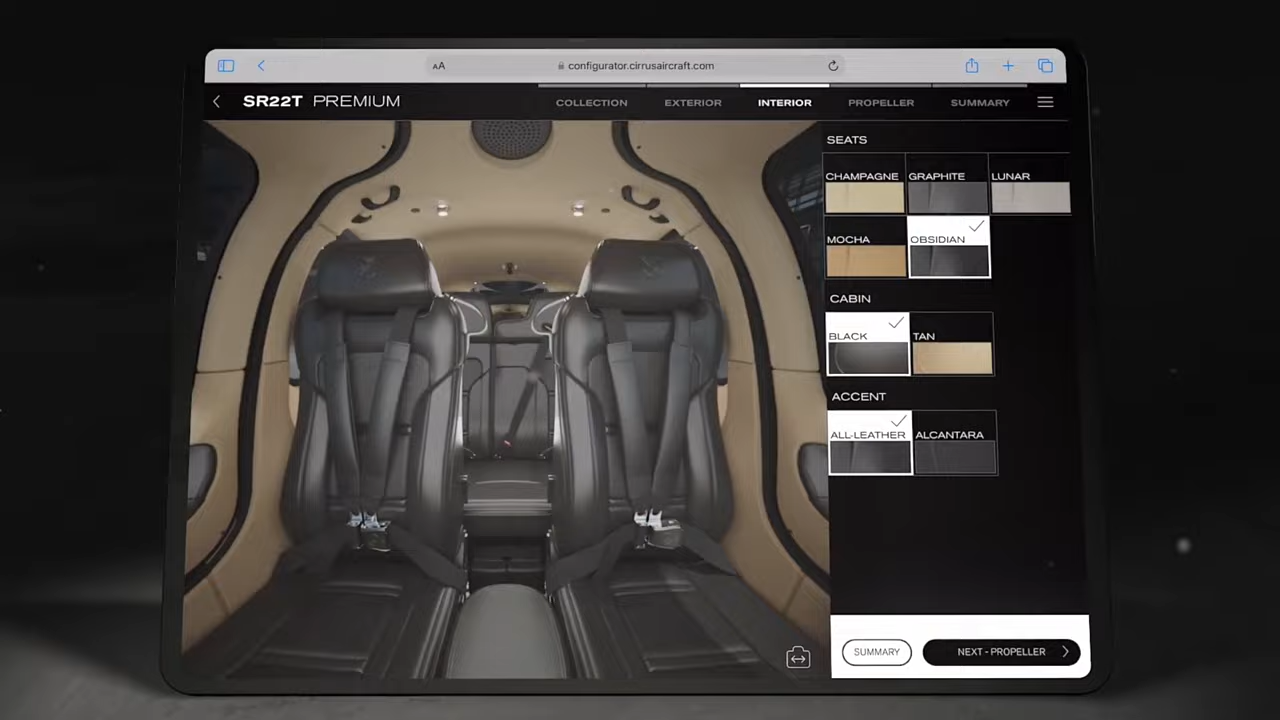 AA
configurator.cirrusaircraft.com
SR22T PREMIUM
COLLECTION
EXTERIOR
INTERIOR
PROPELLER
SUMMARY
SEATS
CHAMPAGNE
GRAPHITE
LUNAR
MOCHA
OBSIDIAN
CABIN
BLACK
TAN
ACCENT
ALL-LEATHER
ALCANTARA
SUMMARY
NEXT - PROPELLER